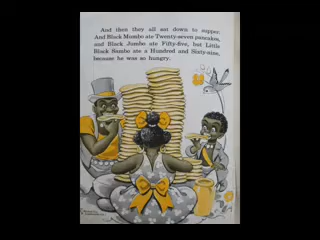 And then they all sat down to supper.
And Black Mumbo ate Twenty-seven pancakes,
and Black Jumbo ate Fifty-five, but Little
Black Sambo ate a Hundred and Sixty-nine,
because he was so hungry.